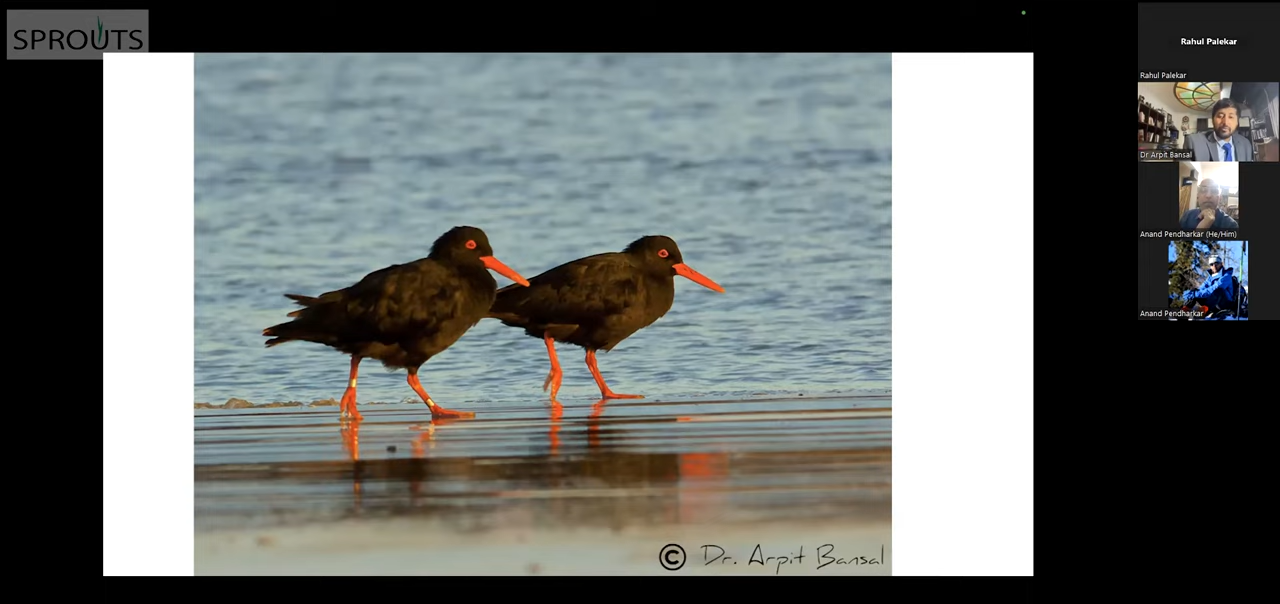 SPROUTS
Rahul Palekar
Rahul Palekar
Dr Arpit Bansal
Anand Pendharkar (He/Him)
Anand Pendharkar
© Dr. Arpit Bansal